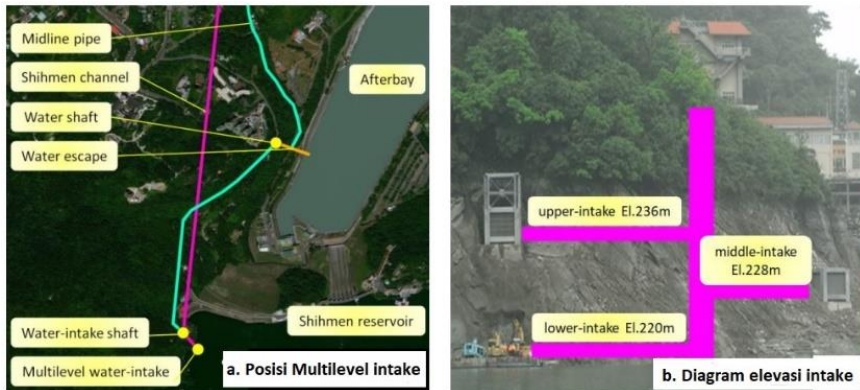 Midline pipe
Shihmen channel
Water shaft
Water escape
Afterbay
Water-intake shaft
Multilevel water-intake
Shihmen reservoir
a. Posisi Multilevel intake
upper-intake El.236m
middle-intake
El.228m
lower-intake El.220m
b. Diagram elevasi intake